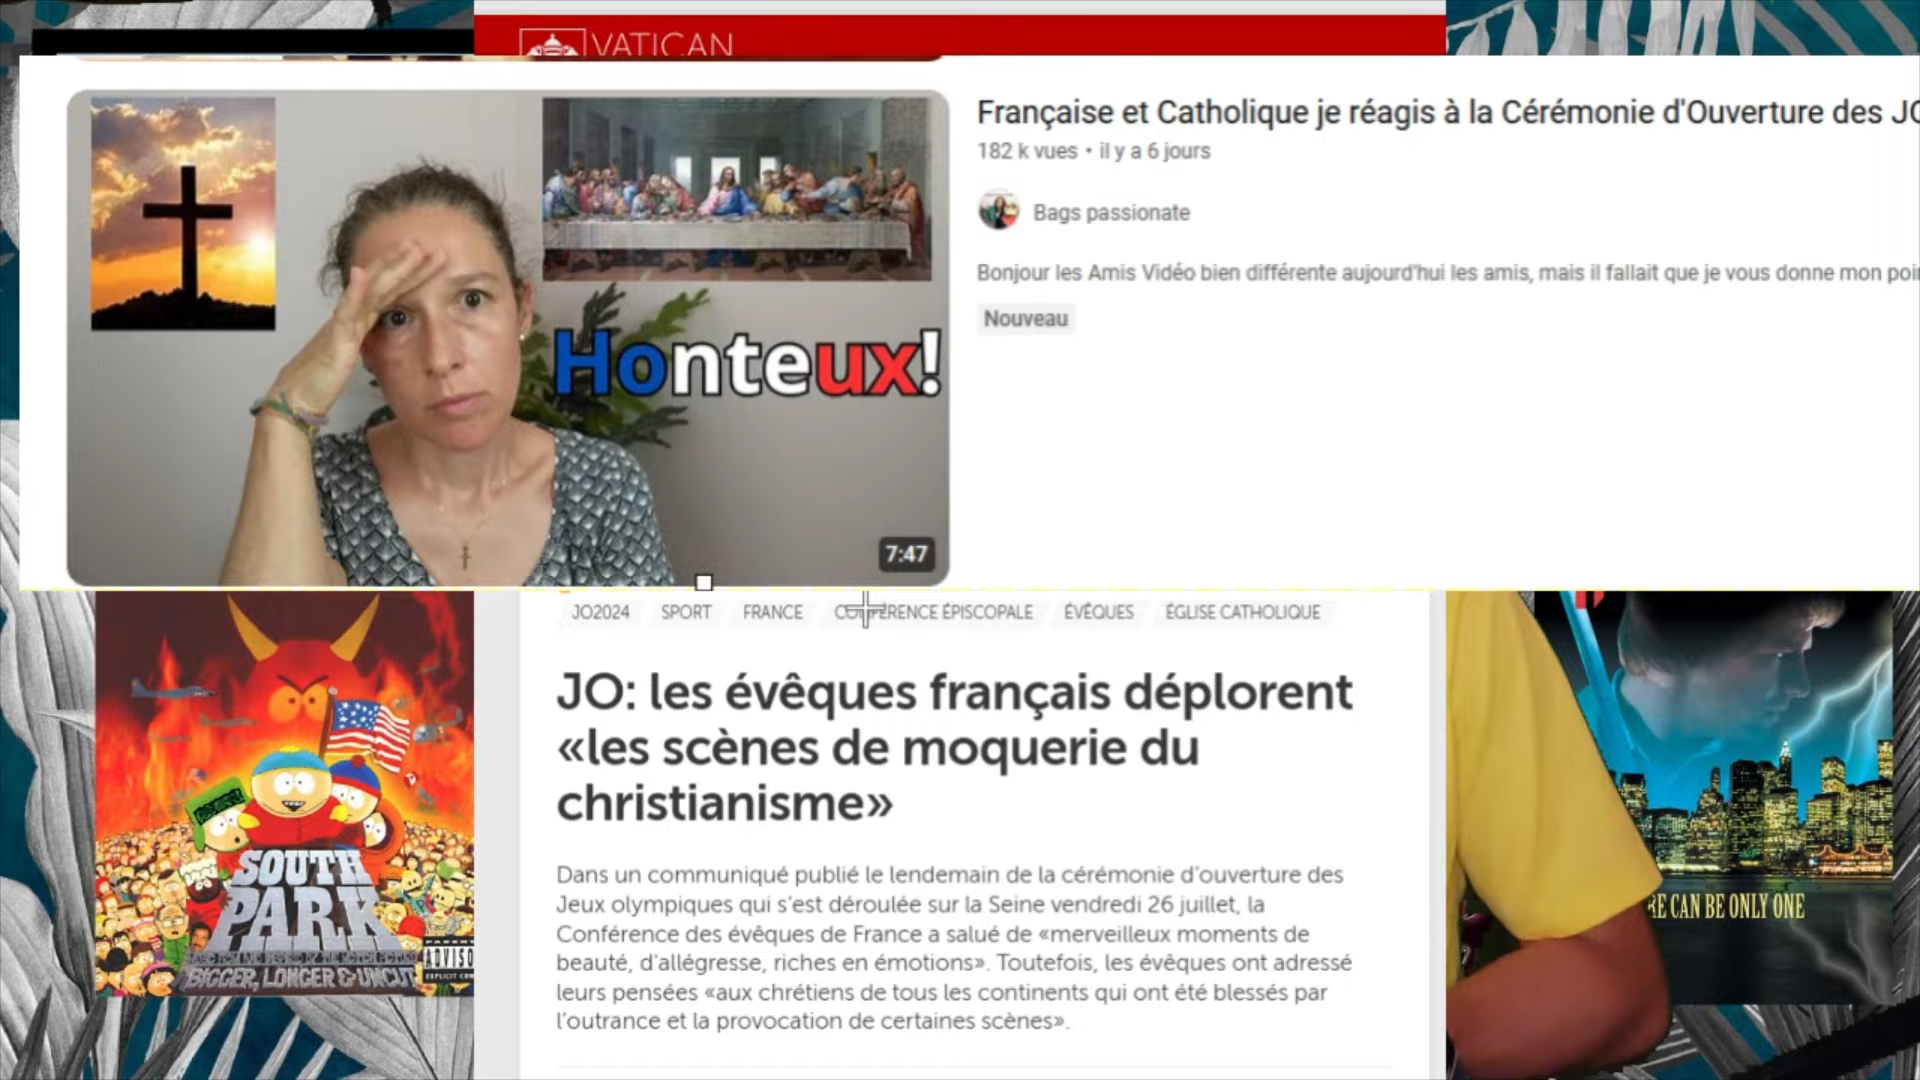 VATICAN
Française et Catholique je réagis à la Cérémonie d'Ouverture des JO
182 k vues • il y a 6 jours
Bags passionate
Bonjour les Amis Vidéo bien différente aujourd'hui les amis, mais il fallait que je vous donne mon poi
Nouveau
Honteux!
7:47
JO2024 SPORT FRANCE CONFÉRENCE ÉPISCOPALE ÉVÊQUES ÉGLISE CATHOLIQUE
JO: les évêques français déplorent
«les scènes de moquerie du
christianisme»
Dans un communiqué publié le lendemain de la cérémonie d'ouverture des
Jeux olympiques qui s'est déroulée sur la Seine vendredi 26 juillet, la
Conférence des évêques de France a salué de «merveilleux moments de
beauté, d'allégresse, riches en émotions». Toutefois, les évêques ont adressé
leurs pensées «aux chrétiens de tous les continents qui ont été blessés par
l'outrance et la provocation de certaines scènes».
SOUTH
PARK
BIGGER, LONGER & UNCUT
RE CAN BE ONLY ONE